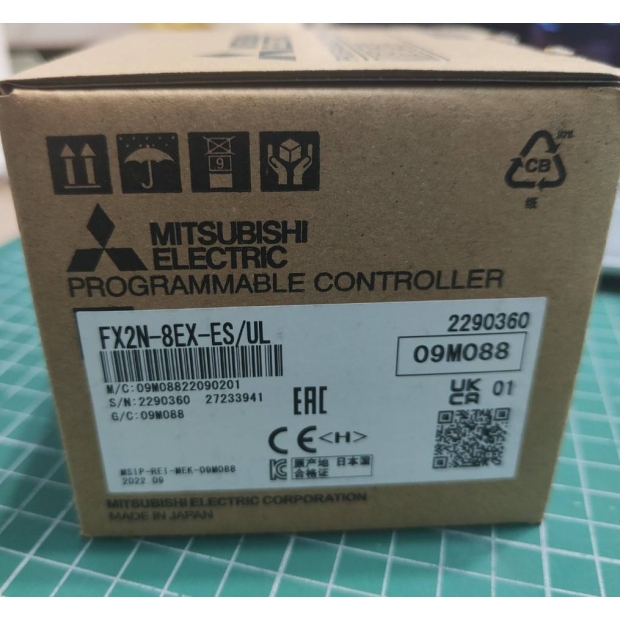 9
CB
纸
MITSUBISHI
ELECTRIC
PROGRAMMABLE CONTROLLER
FX2N-8EX-ES/UL
2290360
09M088
M/C:09M08822090201
S/N:2290360 27233941
G/C:09M088
EAC
UK
CA
01
CE<H>
原产地 日本国
合格证
MSIP-REI-MEK-09M088
2022.09
MITSUBISHI ELECTRIC CORPORATION
MADE IN JAPAN